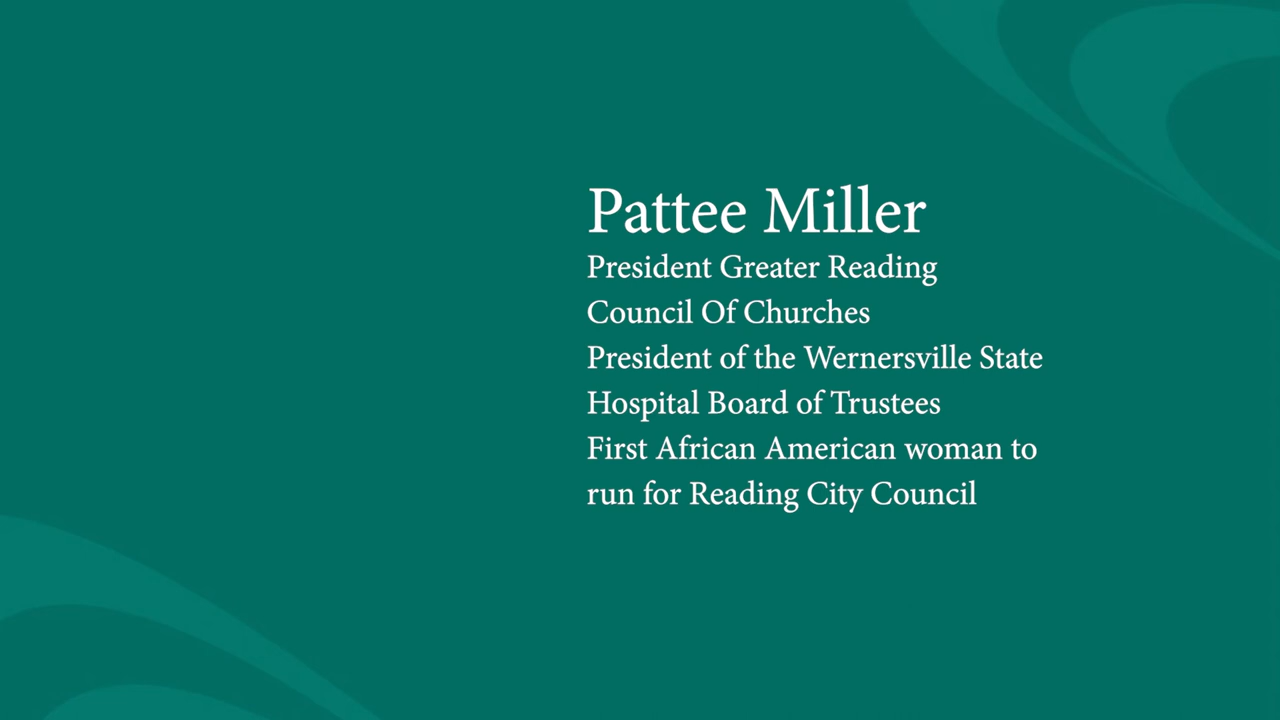 Pattee Miller
President Greater Reading
Council Of Churches
President of the Wernersville State
Hospital Board of Trustees
First African American woman to
run for Reading City Council